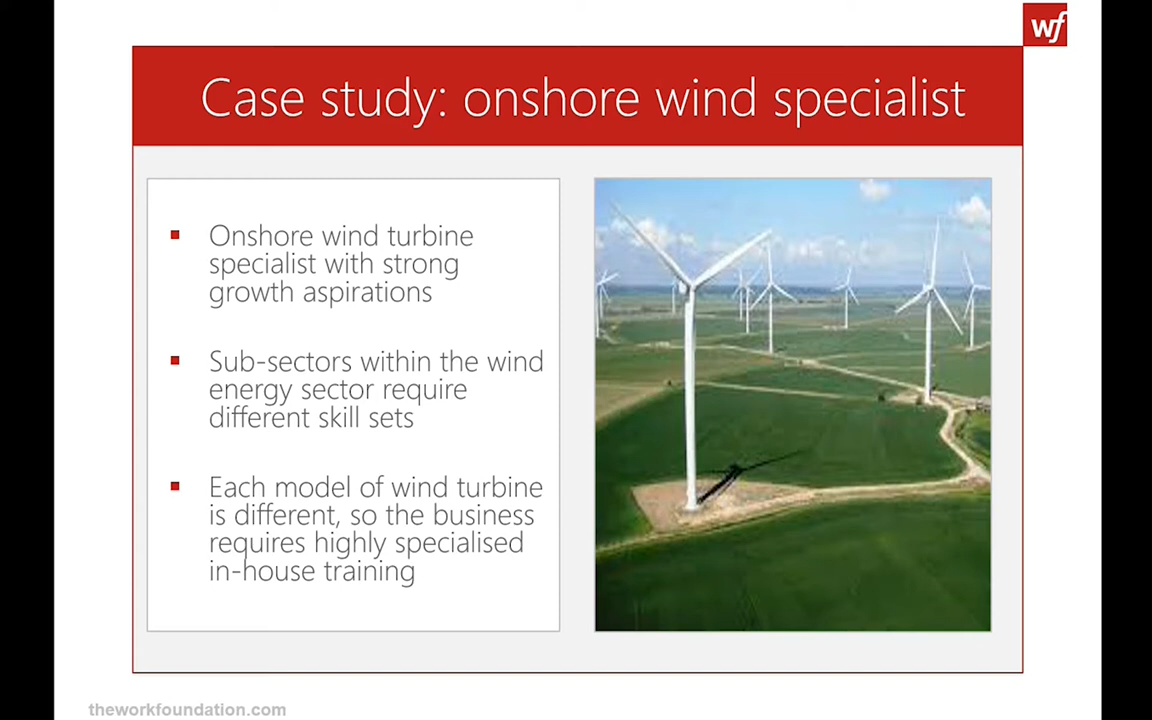 wf
Case study: onshore wind specialist
Onshore wind turbine
specialist with strong
growth aspirations
Sub-sectors within the wind
energy sector require
different skill sets
Each model of wind turbine
is different, so the business
requires highly specialised
in-house training
theworkfoundation.com